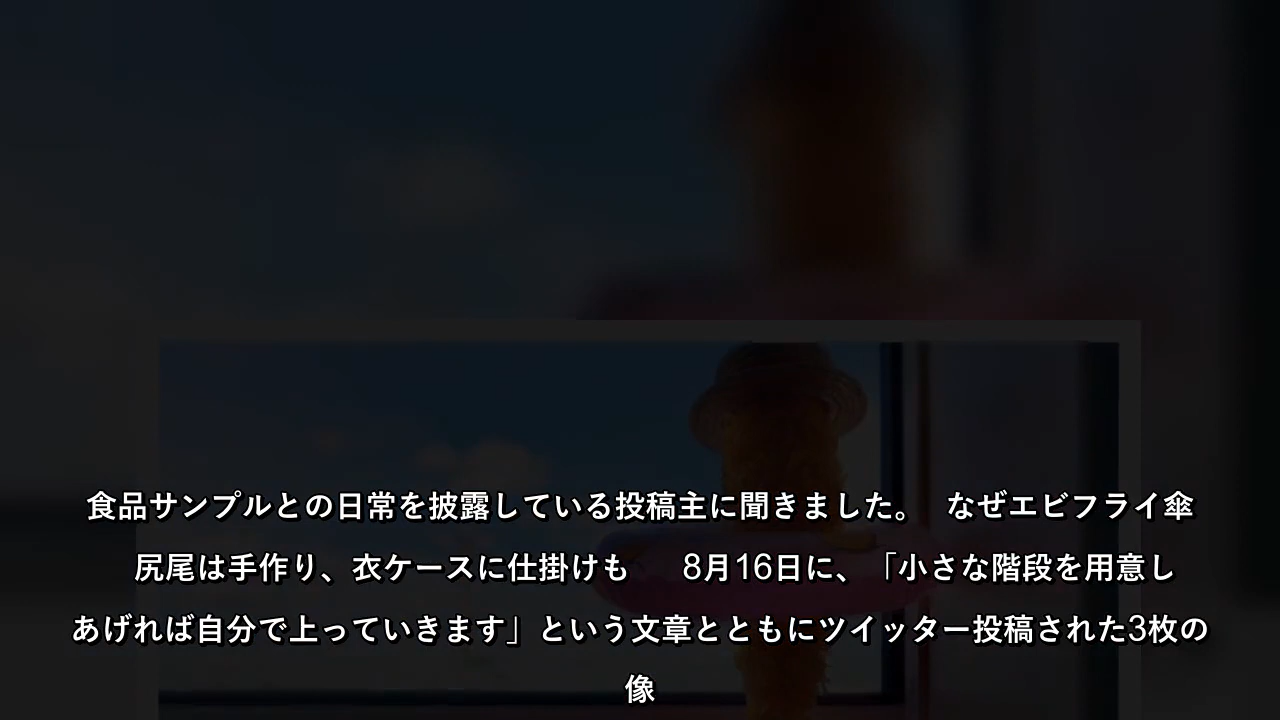 食品サンプルとの日常を披露している投稿主に聞きました。 なぜエビフライ傘
尻尾は手作り、衣ケースに仕掛けも 8月16日に、「小さな階段を用意し
あげれば自分で上っていきます」という文章とともにツイッター投稿された3枚の
像